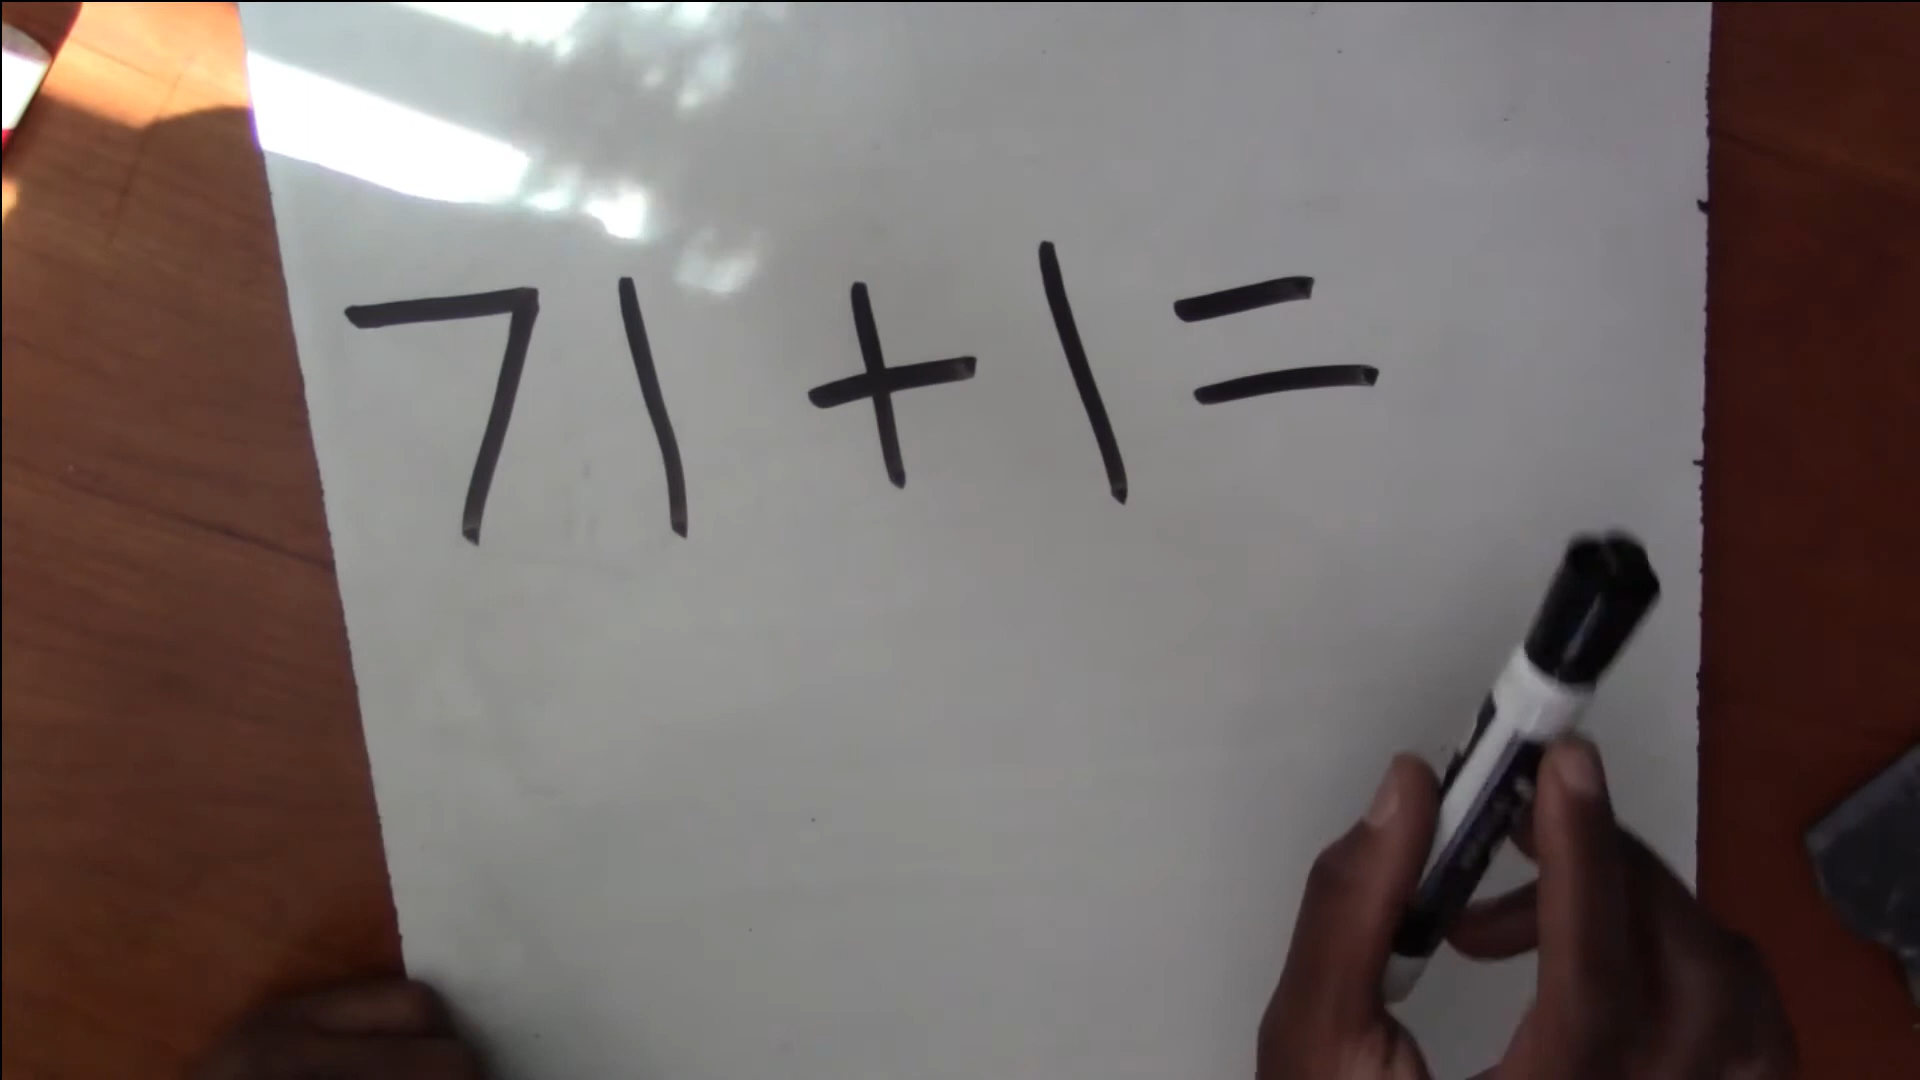 71 + 1 =